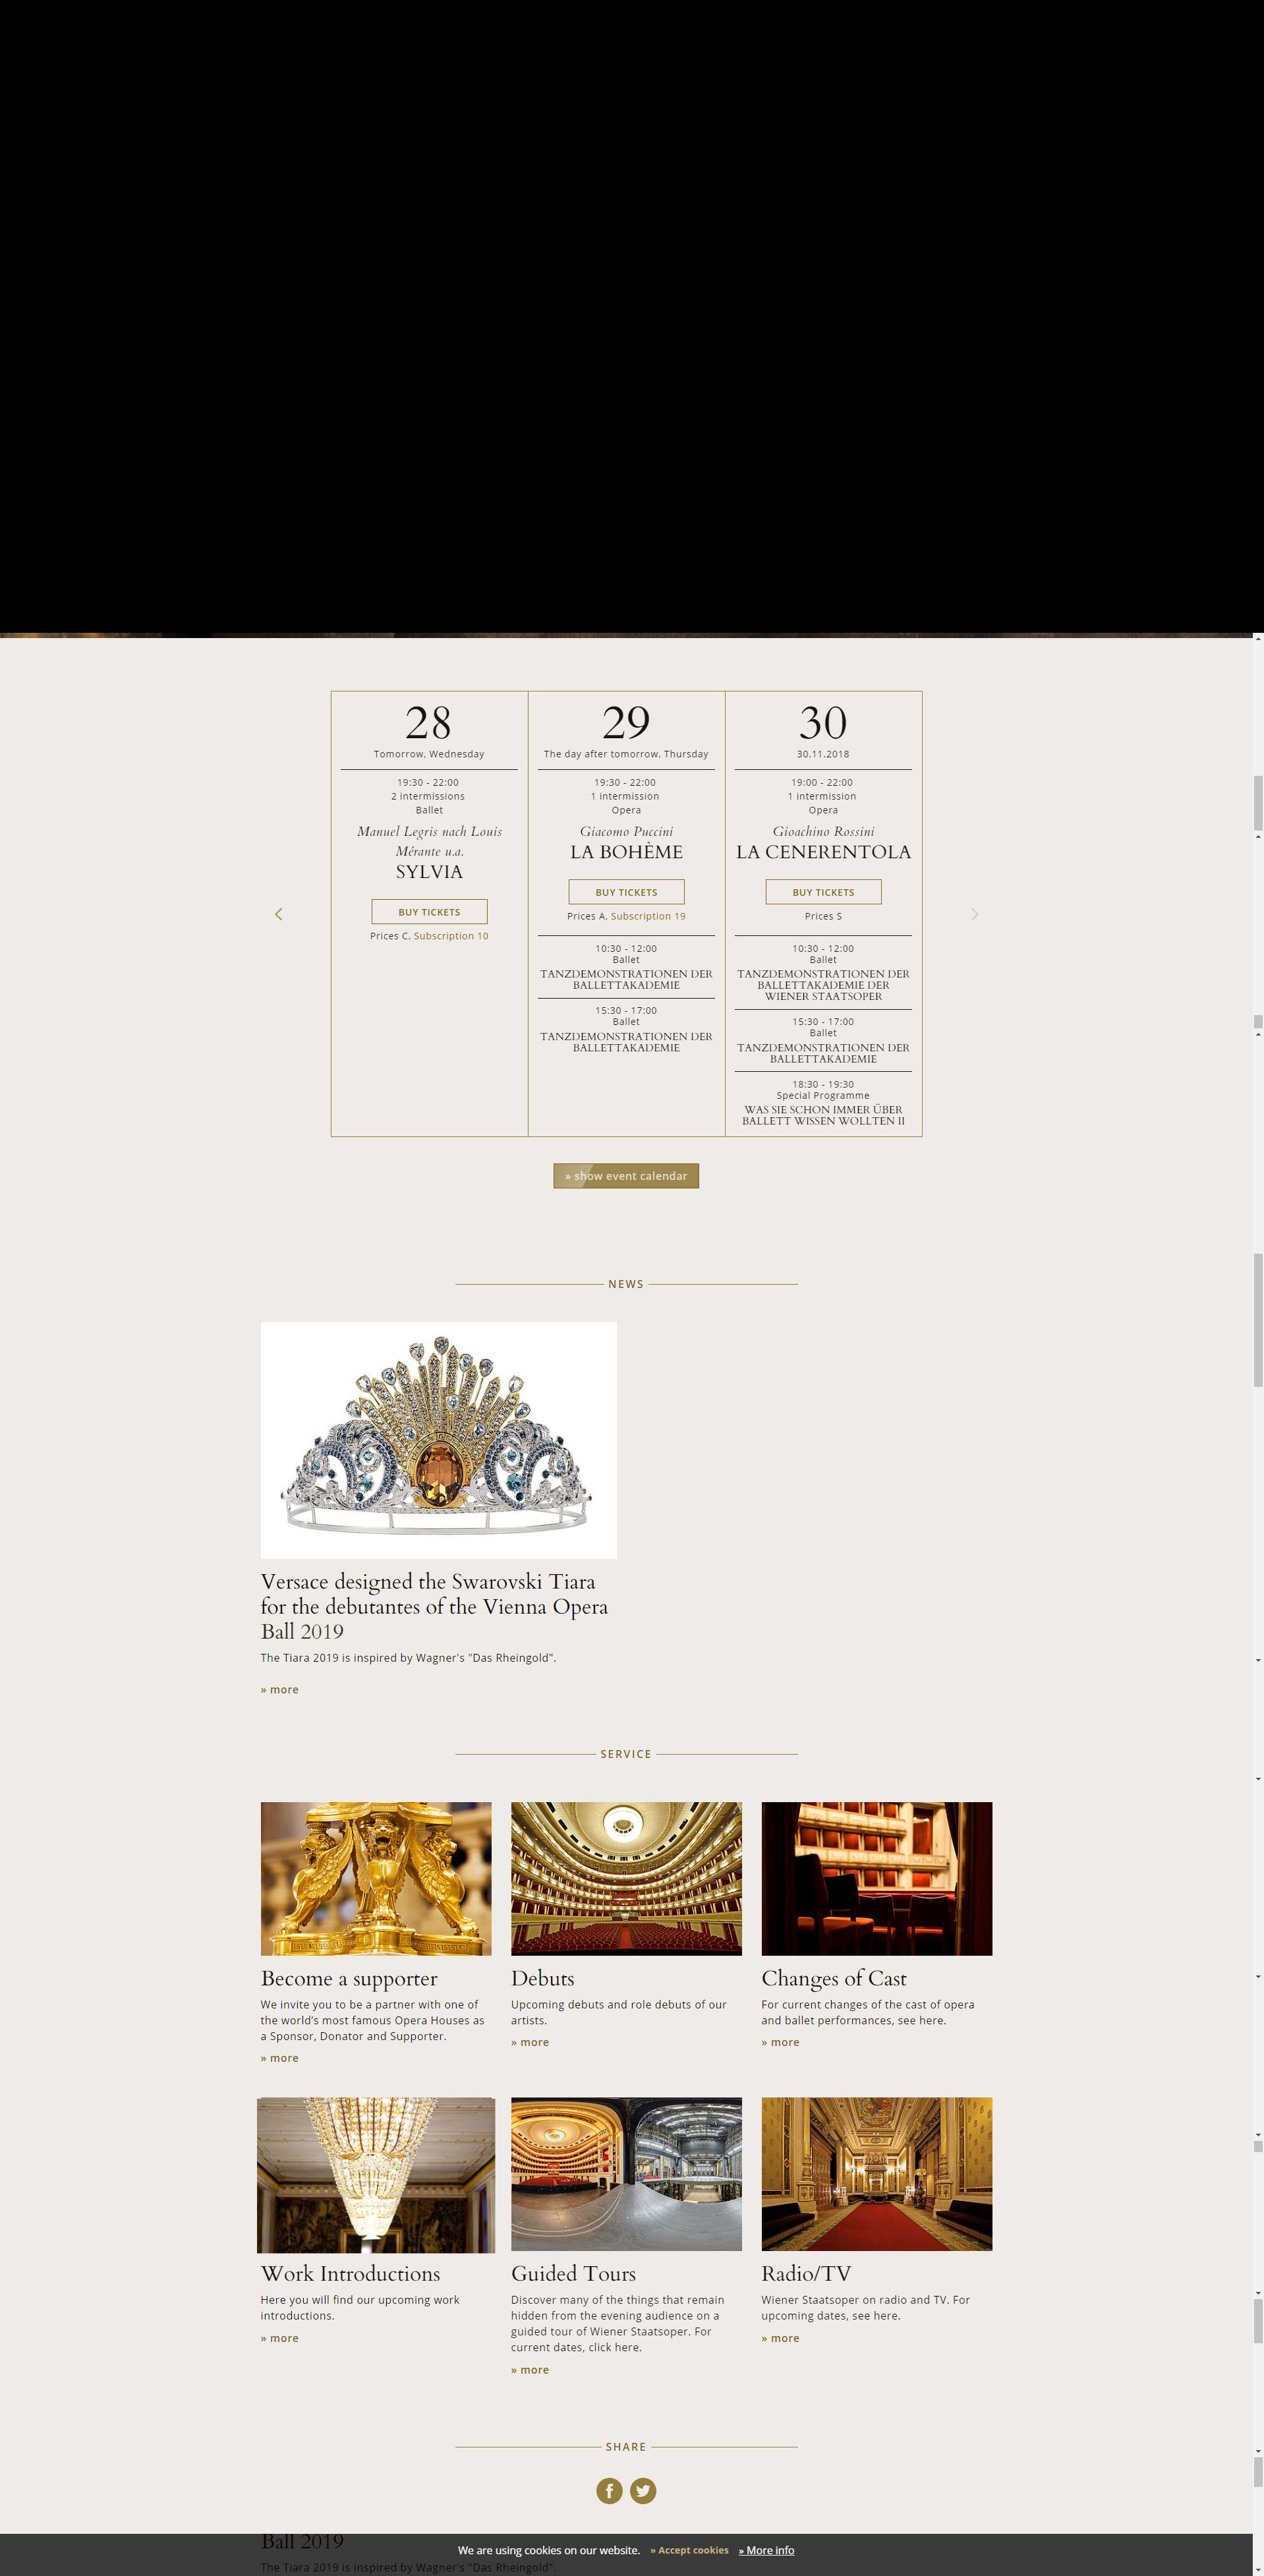 28
Tomorrow, Wednesday
19:30 - 22:00
2 intermissions
Ballet
Manuel Legris nach Louis
Mérante u.a.
SYLVIA
BUY TICKETS
Prices C, Subscription 10
29
The day after tomorrow, Thursday
19:30 - 22:00
1 intermission
Opera
Giacomo Puccini
LA BOHÈME
BUY TICKETS
Prices A, Subscription 19
10:30 - 12:00
Ballet
TANZDEMONSTRATIONEN DER
BALLETTAKADEMIE
15:30 - 17:00
Ballet
TANZDEMONSTRATIONEN DER
BALLETTAKADEMIE
30
30.11.2018
19:00 - 22:00
1 intermission
Opera
Gioachino Rossini
LA CENERENTOLA
BUY TICKETS
Prices S
10:30 - 12:00
Ballet
TANZDEMONSTRATIONEN DER
BALLETTAKADEMIE DER
WIENER STAATSOPER
15:30 - 17:00
Ballet
TANZDEMONSTRATIONEN DER
BALLETTAKADEMIE
18:30 - 19:30
Special Programme
WAS SIE SCHON IMMER ÜBER
BALLETT WISSEN WOLLTEN II
» show event calendar
NEWS
Versace designed the Swarovski Tiara
for the debutantes of the Vienna Opera
Ball 2019
The Tiara 2019 is inspired by Wagner's "Das Rheingold".
» more
SERVICE
Become a supporter
We invite you to be a partner with one of
the world's most famous Opera Houses as
a Sponsor, Donator and Supporter.
» more
Debuts
Upcoming debuts and role debuts of our
artists.
» more
Changes of Cast
For current changes of the cast of opera
and ballet performances, see here.
» more
Work Introductions
Here you will find our upcoming work
introductions.
» more
Guided Tours
Discover many of the things that remain
hidden from the evening audience on a
guided tour of Wiener Staatsoper. For
current dates, click here.
» more
Radio/TV
Wiener Staatsoper on radio and TV. For
upcoming dates, see here.
» more
SHARE
Ball 2019
We are using cookies on our website. » Accept cookies » More info
The Tiara 2019 is inspired by Wagner's "Das Rheingold".